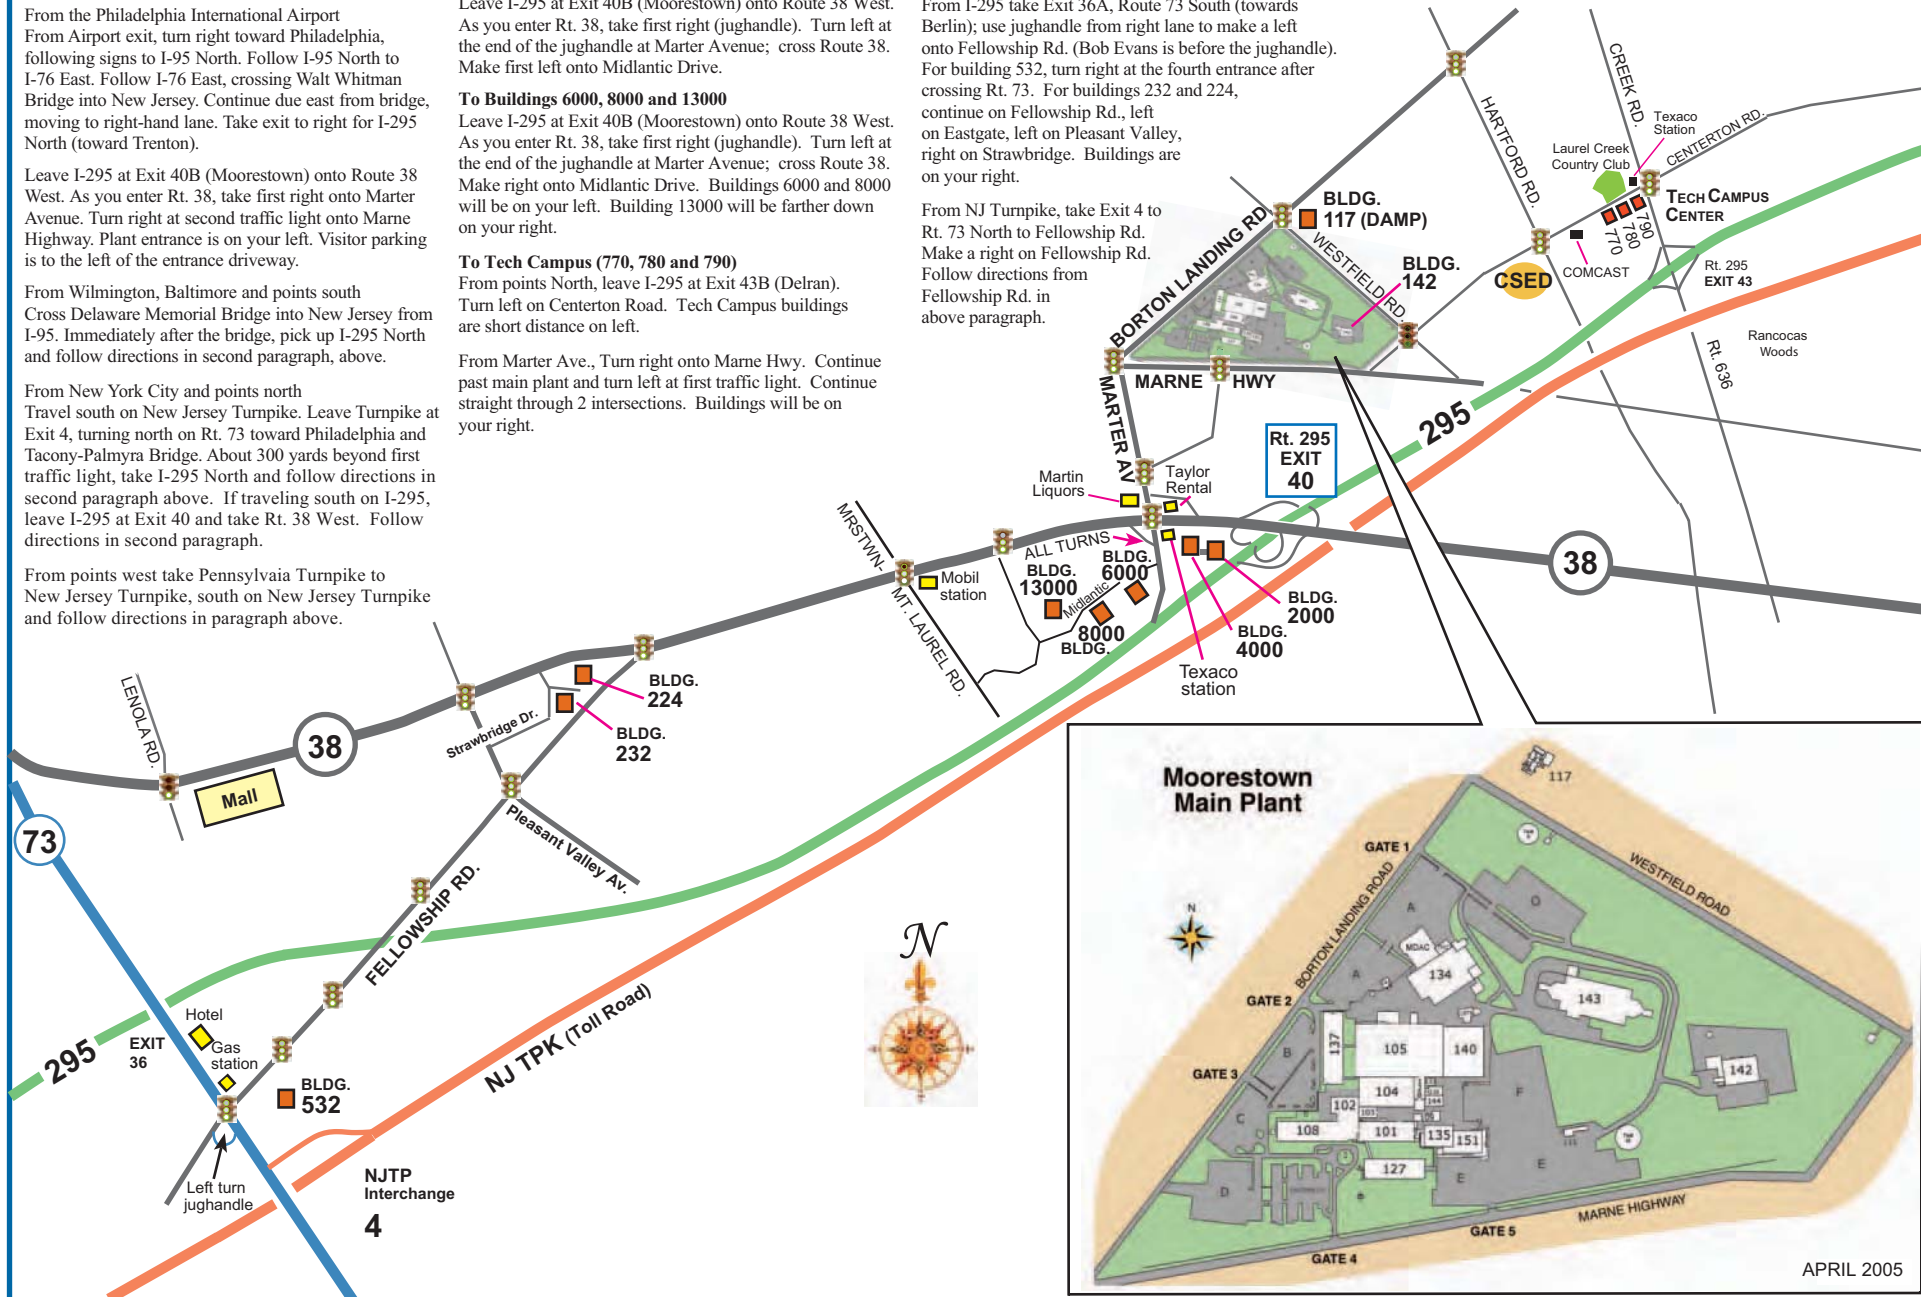 From the Philadelphia International Airport
From Airport exit, turn right toward Philadelphia,
following signs to I-95 North. Follow I-95 North to
I-76 East. Follow I-76 East, crossing Walt Whitman
Bridge into New Jersey. Continue due east from bridge,
moving to right-hand lane. Take exit to right for I-295
North (toward Trenton).
Leave I-295 at Exit 40B (Moorestown) onto Route 38
West. As you enter Rt. 38, take first right onto Marter
Avenue. Turn right at second traffic light onto Marne
Highway. Plant entrance is on your left. Visitor parking
is to the left of the entrance driveway.
From Wilmington, Baltimore and points south
Cross Delaware Memorial Bridge into New Jersey from
I-95. Immediately after the bridge, pick up I-295 North
and follow directions in second paragraph, above.
From New York City and points north
Travel south on New Jersey Turnpike. Leave Turnpike at
Exit 4, turning north on Rt. 73 toward Philadelphia and
Tacony-Palmyra Bridge. About 300 yards beyond first
traffic light, take I-295 North and follow directions in
second paragraph above. If traveling south on I-295,
leave I-295 at Exit 40 and take Rt. 38 West. Follow
directions in second paragraph.
From points west take Pennsylvaia Turnpike to
New Jersey Turnpike, south on New Jersey Turnpike
and follow directions in paragraph above.
Leave I-295 at Exit 40B (Moorestown) onto Route 38 West.
As you enter Rt. 38, take first right (jughandle). Turn left at
the end of the jughandle at Marter Avenue; cross Route 38.
Make first left onto Midlantic Drive.
To Buildings 6000, 8000 and 13000
Leave I-295 at Exit 40B (Moorestown) onto Route 38 West.
As you enter Rt. 38, take first right (jughandle). Turn left at
the end of the jughandle at Marter Avenue; cross Route 38.
Make right onto Midlantic Drive. Buildings 6000 and 8000
will be on your left. Building 13000 will be farther down
on your right.
To Tech Campus (770, 780 and 790)
From points North, leave I-295 at Exit 43B (Delran).
Turn left on Centerton Road. Tech Campus buildings
are short distance on left.
From Marter Ave., Turn right onto Marne Hwy. Continue
past main plant and turn left at first traffic light. Continue
straight through 2 intersections. Buildings will be on
your right.
From I-295 take Exit 36A, Route 73 South (towards
Berlin); use jughandle from right lane to make a left
onto Fellowship Rd. (Bob Evans is before the jughandle).
For building 532, turn right at the fourth entrance after
crossing Rt. 73. For buildings 232 and 224,
continue on Fellowship Rd., left
on Eastgate, left on Pleasant Valley,
right on Strawbridge. Buildings are
on your right.
From NJ Turnpike, take Exit 4 to
Rt. 73 North to Fellowship Rd.
Make a right on Fellowship Rd.
Follow directions from
Fellowship Rd. in
above paragraph.
CREEK RD.
HARTFORD RD.
Texaco
Station
CENTERTON RD.
Laurel Creek
Country Club
TECH CAMPUS
CENTER
790
780
770
COMCAST
CSED
Rt. 295
EXIT 43
Rancocas
Woods
Rt. 636
BLDG.
117 (DAMP)
BORTON LANDING RD
WESTFIELD RD.
BLDG.
142
MARNE HWY
MARTER AV
295
Rt. 295
EXIT
40
Martin
Liquors
Taylor
Rental
38
ALL TURNS
MRSTWN-
MT. LAUREL RD.
Mobil
station
BLDG.
13000
BLDG.
6000
Midlantic
8000
BLDG.
BLDG.
2000
BLDG.
4000
Texaco
station
BLDG.
224
BLDG.
232
Strawbridge Dr.
LENOLA RD.
38
Mall
73
Pleasant Valley Av.
FELLOWSHIP RD.
N
NJ TPK (Toll Road)
Hotel
Gas
station
EXIT
36
295
BLDG.
532
Left turn
jughandle
NJTP
Interchange
4
Moorestown
Main Plant
117
GATE 1
WESTFIELD ROAD
BORTON LANDING ROAD
N
A
O
MDAC
A
134
143
GATE 2
137
105
140
B
142
GATE 3
104
F
102
103
144
C
108
101
135
151
127
E
E
D
MARNE HIGHWAY
GATE 5
GATE 4
APRIL 2005